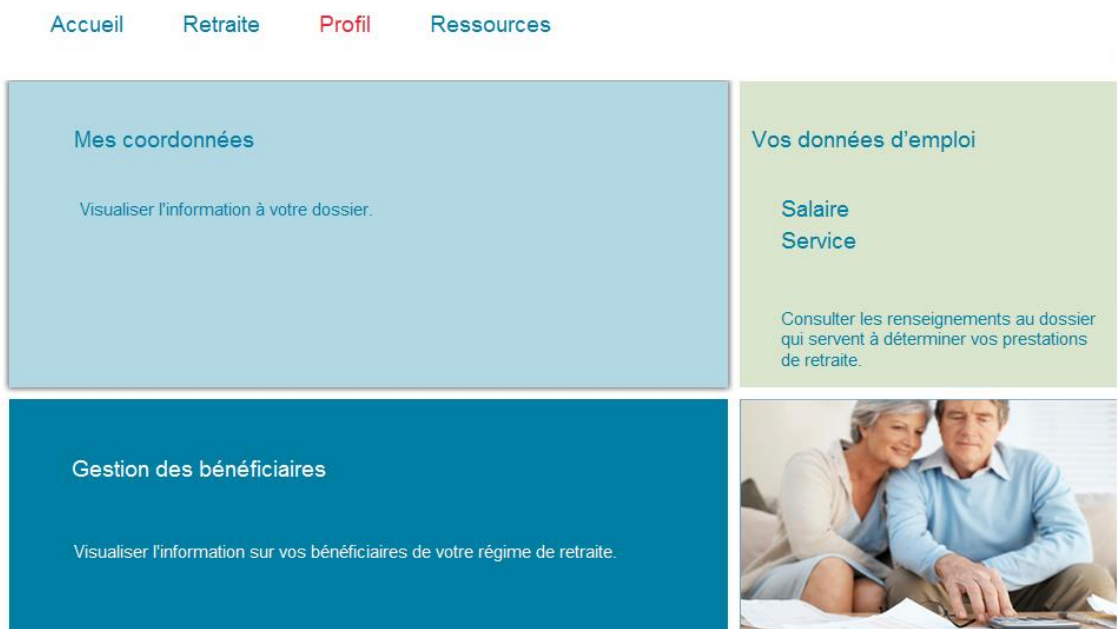 Accueil Retraite Profil Ressources
Mes coordonnées
Visualiser l'information à votre dossier.
Vos données d'emploi
Salaire
Service
Consulter les renseignements au dossier
qui servent à déterminer vos prestations
de retraite.
Gestion des bénéficiaires
Visualiser l'information sur vos bénéficiaires de votre régime de retraite.